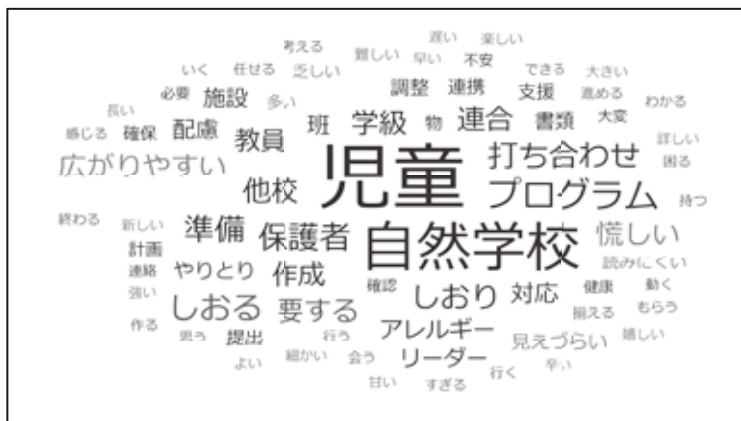 遅い 楽しい
考える 難しい 早い 不安
いく 任せる 乏しい できる 大きい
必要 施設 多い 調整 連携 支援 進める わかる
長い
感じる 確保 配慮 教員 班 学級 物 連合 書類 大変 詳しい
広がりやすい 児童 打ち合わせ 困る
他校 プログラム 持つ
終わる 新しい 準備 保護者 自然学校 慌しい
計画
連絡 やりとり 作成 読みにくい
強い 確認 しおり 対応 健康 動く
しおる 要する 揃える もらう
作る 思う 提出 行う アレルギー 見えづらい 嬉しい
よい 細かい 会う リーダー 行く 辛い
甘い すぎる